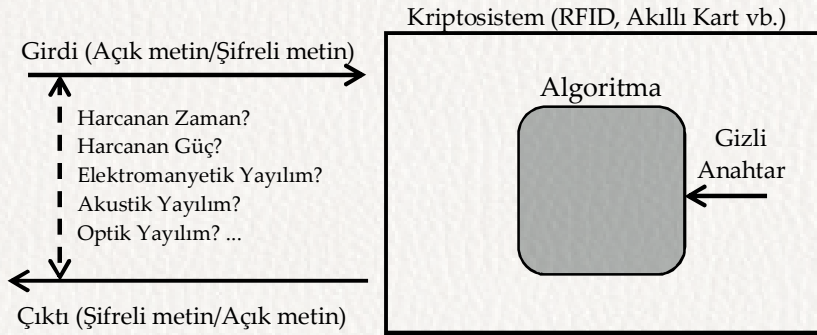 Kriptosistem (RFID, Akıllı Kart vb.)
Girdi (Açık metin/Şifreli metin)
Harcanan Zaman?
Harcanan Güç?
Elektromanyetik Yayılım?
Akustik Yayılım?
Optik Yayılım? ...
Çıktı (Şifreli metin/Açık metin)
Algoritma
Gizli
Anahtar